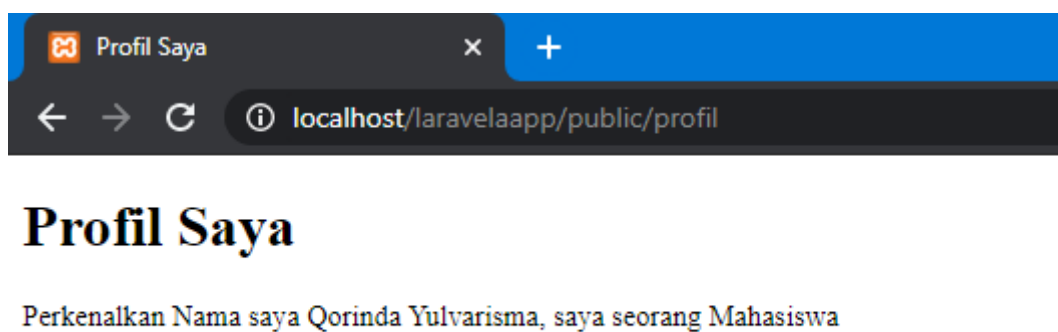 Profil Saya
localhost/laravelaapp/public/profil
Profil Saya
Perkenalkan Nama saya Qorinda Yulvarisma, saya seorang Mahasiswa